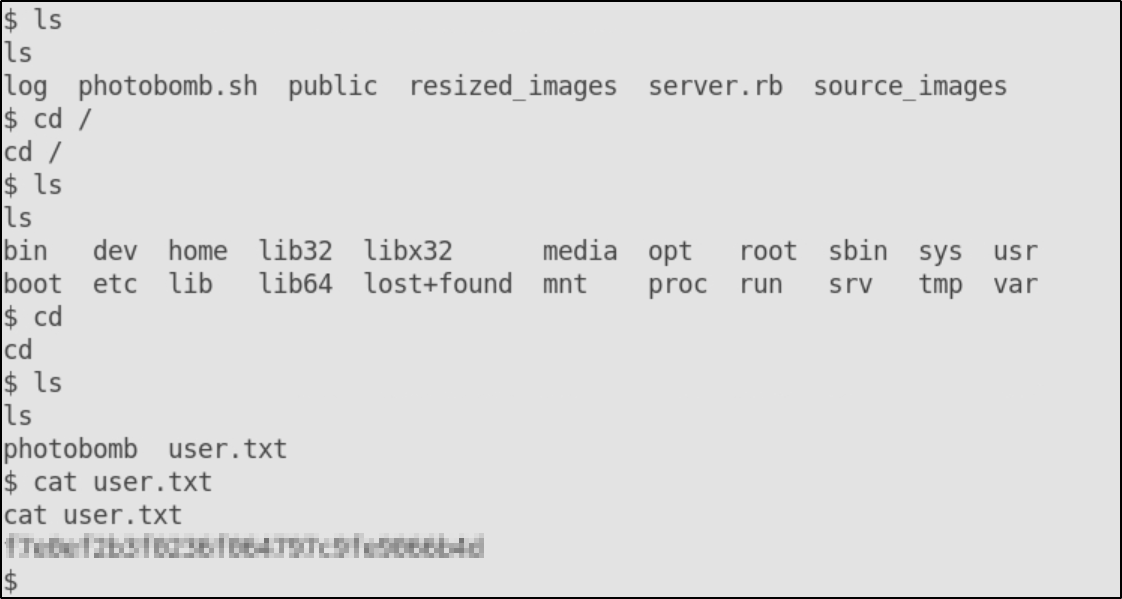 $ ls
ls
log  photobomb.sh  public  resized_images  server.rb  source_images
$ cd /
cd /
$ ls
ls
bin   dev  home  lib32  libx32      media  opt   root  sbin  sys  usr
boot  etc  lib   lib64  lost+found  mnt    proc  run   srv   tmp  var
$ cd
cd
$ ls
ls
photobomb  user.txt
$ cat user.txt
cat user.txt
$